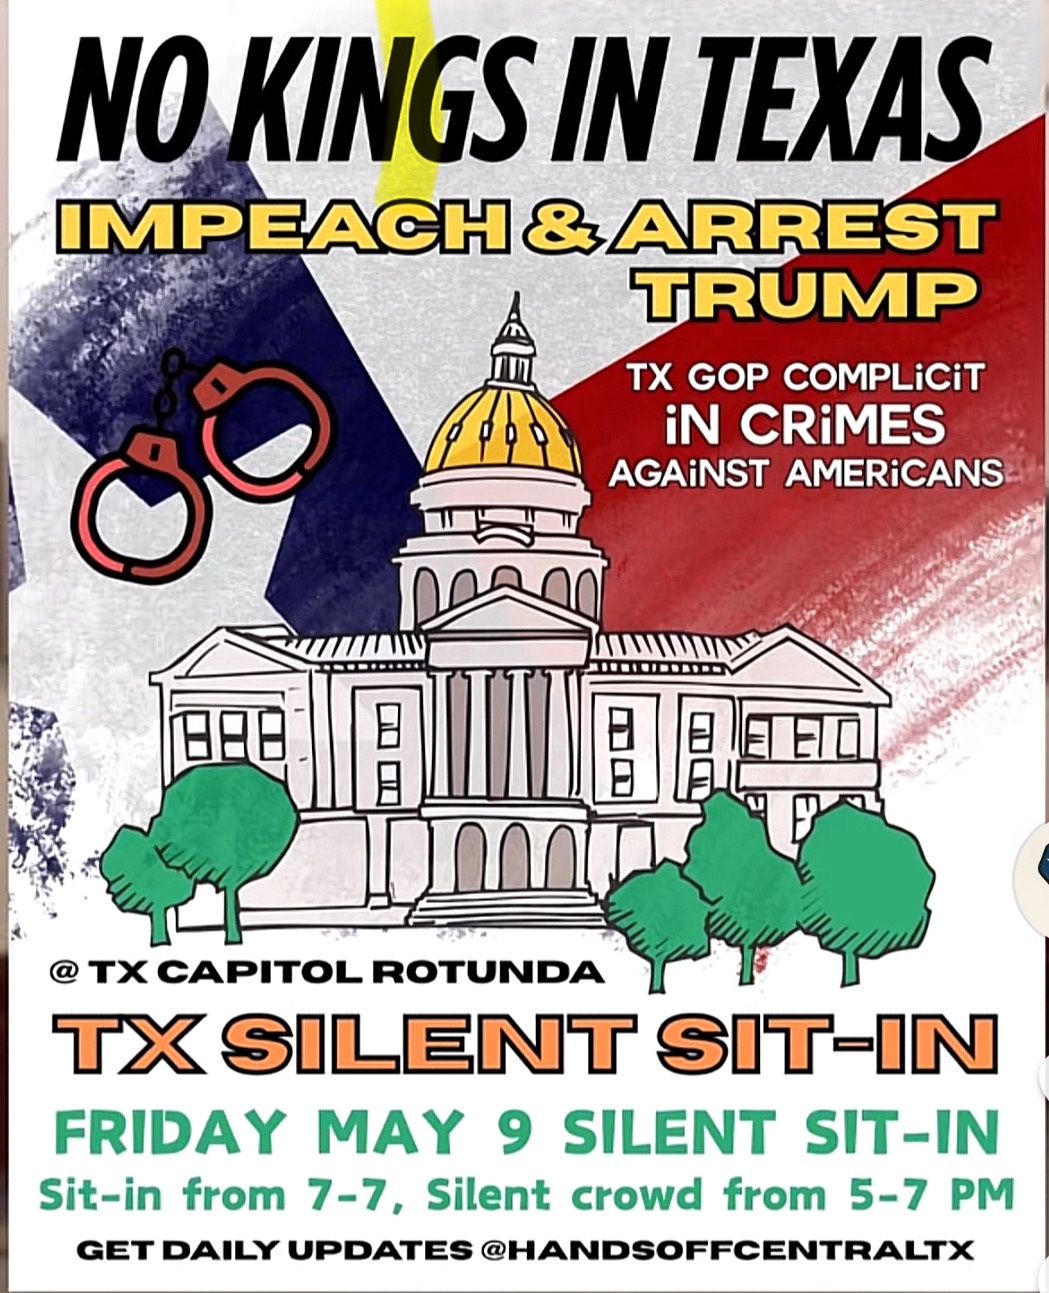 NO KINGS IN TEXAS
IMPEACH & ARREST
TRUMP
TX GOP COMPLiCiT
iN CRiMES
AGAiNST AMERiCANS
@ TX CAPITOL ROTUNDA
TX SILENT SIT-IN
FRIDAY MAY 9 SILENT SIT-IN
Sit-in from 7-7, Silent crowd from 5-7 PM
GET DAILY UPDATES @HANDSOFFCENTRALTX